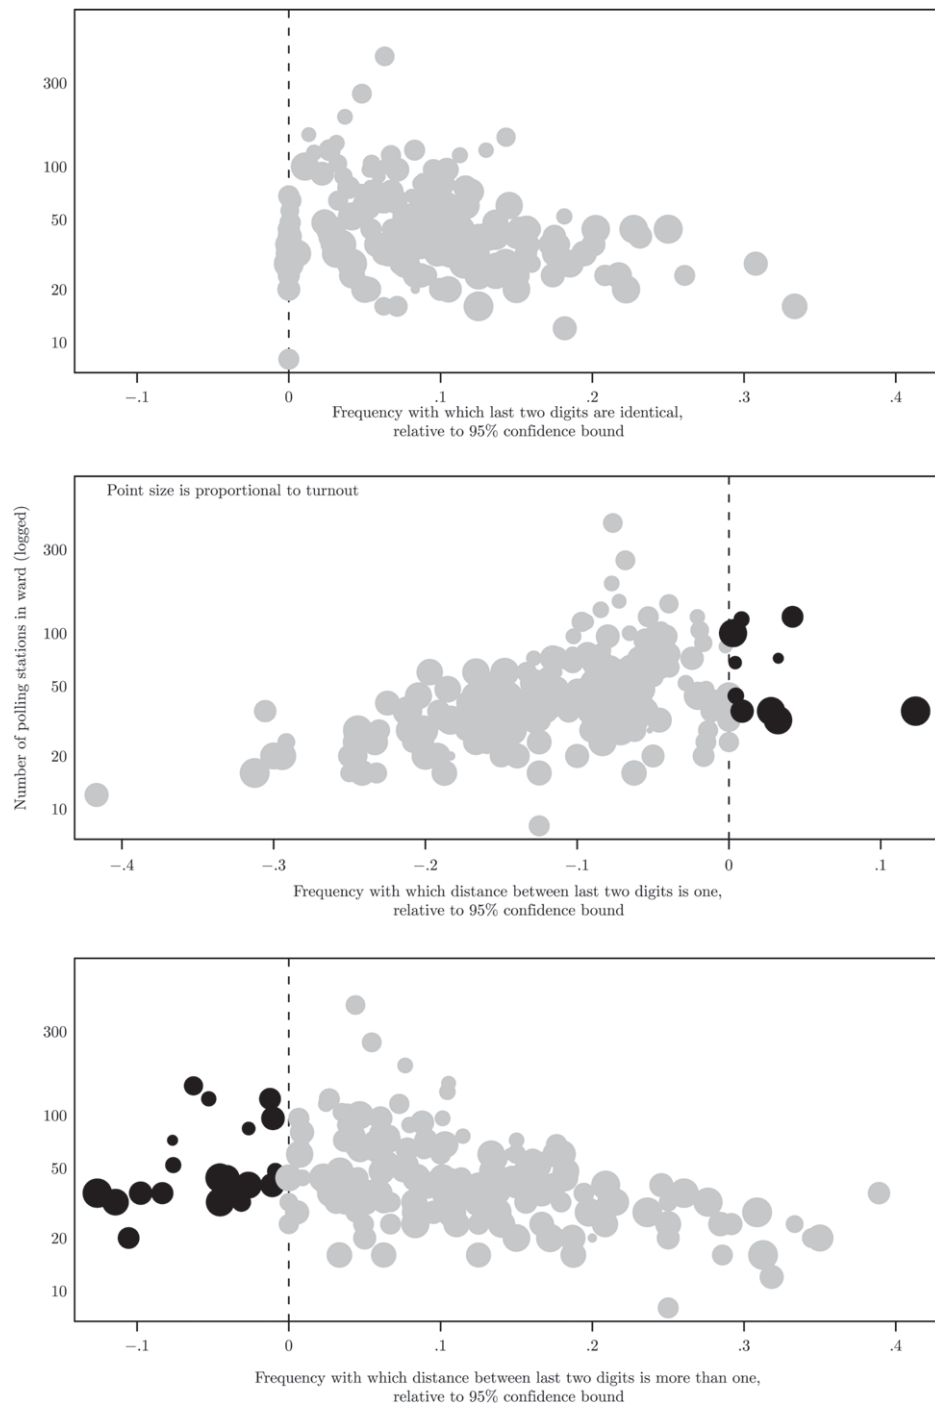 300
100
50
20
10
−.1 0 .1 .2 .3 .4
Frequency with which last two digits are identical,
relative to 95% confidence bound
Point size is proportional to turnout
Number of polling stations in ward (logged)
300
100
50
20
10
−.4 −.3 −.2 −.1 0 .1
Frequency with which distance between last two digits is one,
relative to 95% confidence bound
300
100
50
20
10
−.1 0 .1 .2 .3 .4
Frequency with which distance between last two digits is more than one,
relative to 95% confidence bound